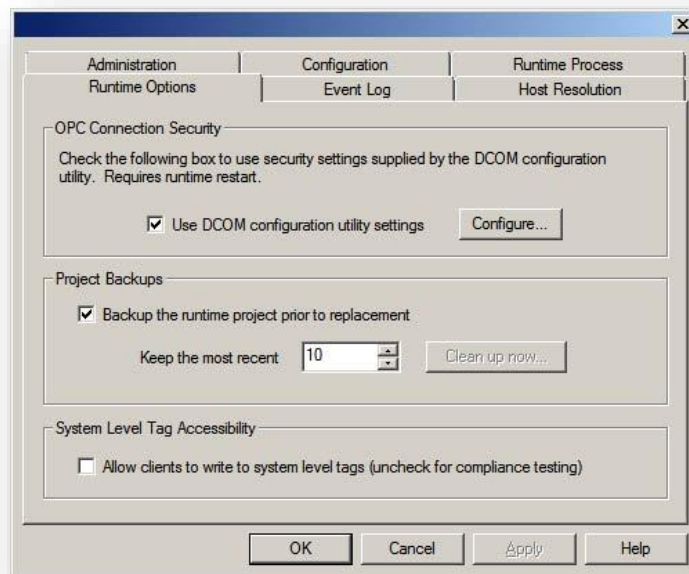 Administration
Configuration
Runtime Process
Runtime Options
Event Log
Host Resolution
OPC Connection Security
Check the following box to use security settings supplied by the DCOM configuration
utility. Requires runtime restart.
Use DCOM configuration utility settings
Configure...
Project Backups
Backup the runtime project prior to replacement
Keep the most recent
10
Clean up now...
System Level Tag Accessibility
Allow clients to write to system level tags (uncheck for compliance testing)
OK
Cancel
Apply
Help